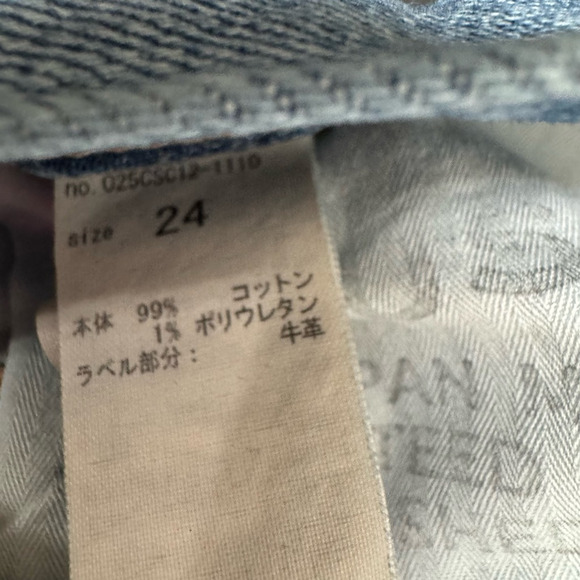 no. 025CSC12-1110
size 24
本体 99% コットン
1% ポリウレタン
ラベル部分： 牛革
PAN